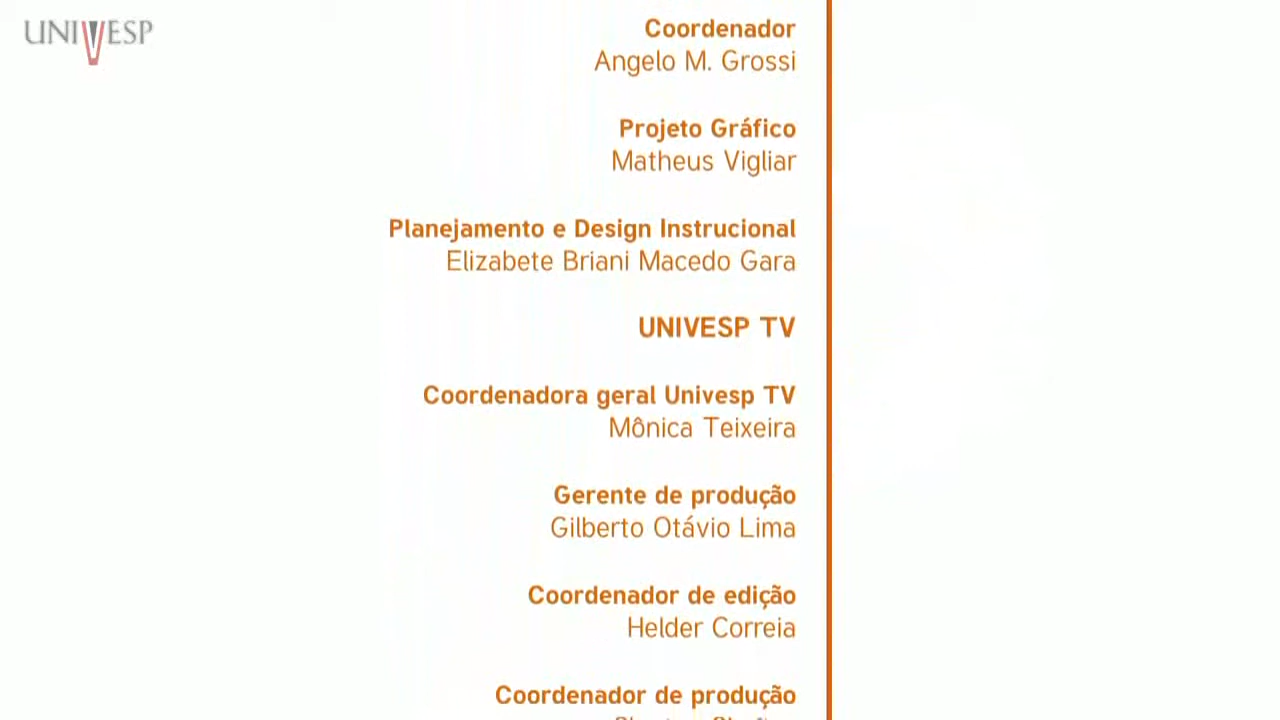 UNIVESP
Coordenador
Angelo M. Grossi
Projeto Gráfico
Matheus Vigliar
Planejamento e Design Instrucional
Elizabete Briani Macedo Gara
UNIVESP TV
Coordenadora geral Univesp TV
Mônica Teixeira
Gerente de produção
Gilberto Otávio Lima
Coordenador de edição
Helder Correia
Coordenador de produção